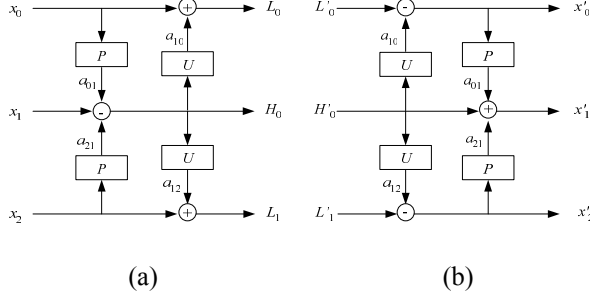 x₀ + L₀ L'₀ - x'₀
a₁₀ a₁₀
P U U P
a₀₁ a₀₁
x₁ - H₀ H'₀ + x'₁
a₂₁ a₂₁
P U U P
a₁₂ a₁₂
x₂ + L₁ L'₁ - x'₂
(a) (b)